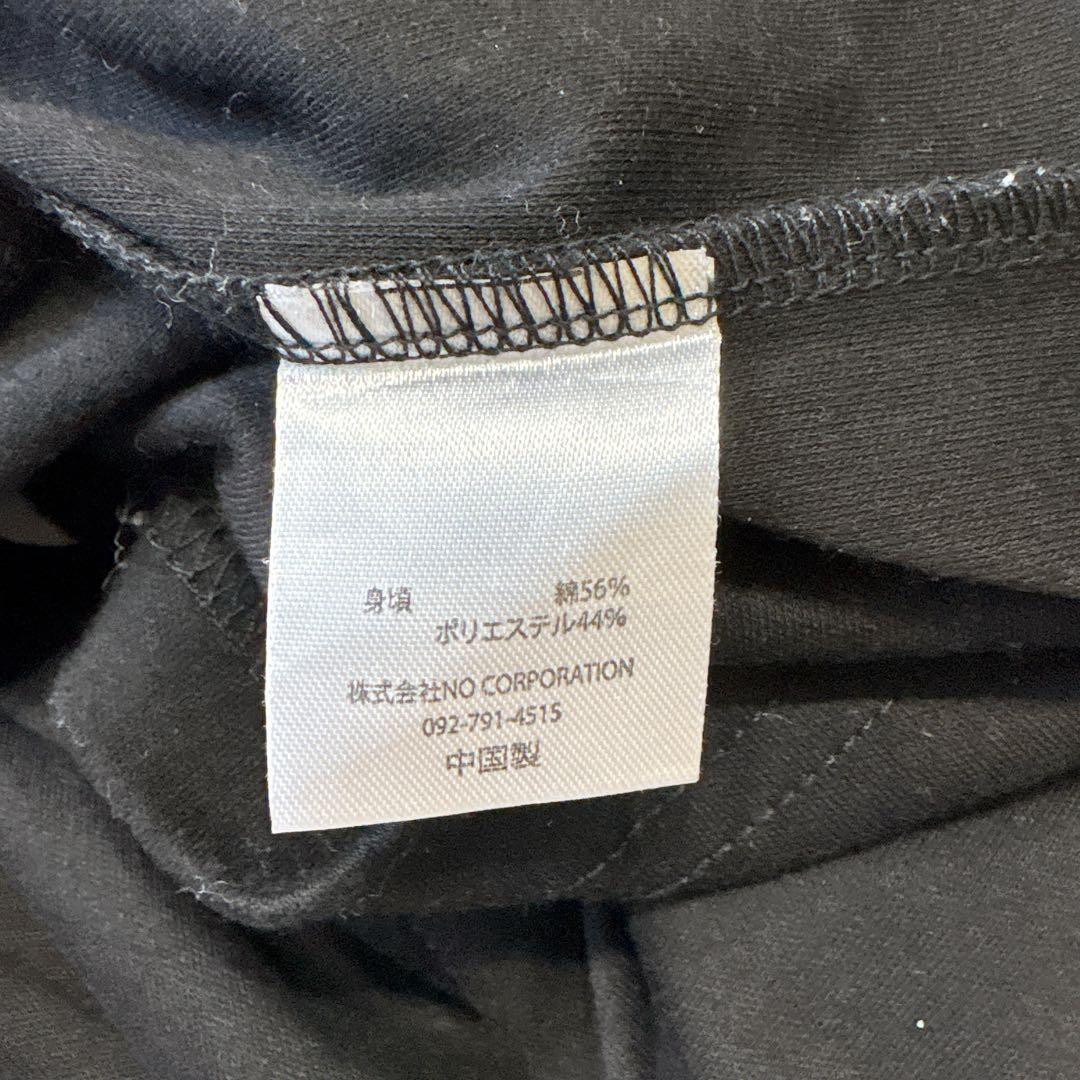 身頃 綿56%
ポリエステル44%
株式会社NO CORPORATION
092-791-4515
中国製